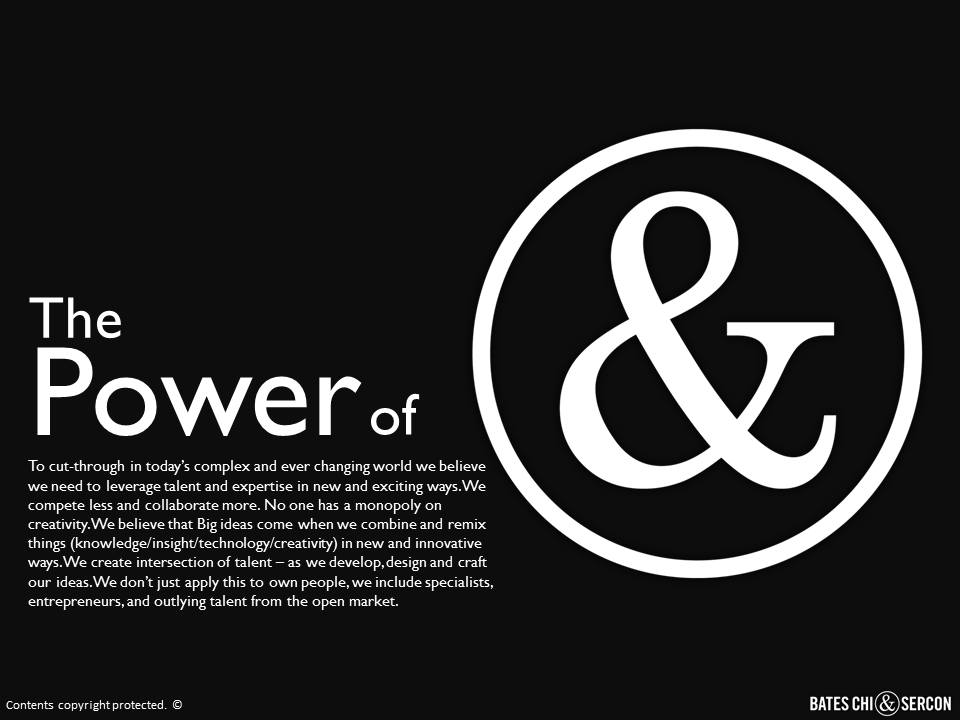 The
Power of
&
To cut-through in today's complex and ever changing world we believe
we need to leverage talent and expertise in new and exciting ways.We
compete less and collaborate more. No one has a monopoly on
creativity.We believe that Big ideas come when we combine and remix
things (knowledge/insight/technology/creativity) in new and innovative
ways.We create intersection of talent – as we develop, design and craft
our ideas.We don't just apply this to own people, we include specialists,
entrepreneurs, and outlying talent from the open market.
Contents copyright protected. ©
BATES CHI & SERCON